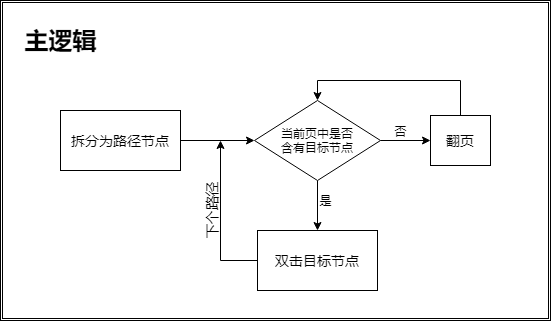 主逻辑
拆分为路径节点
当前页中是否
含有目标节点
否
翻页
是
下个路径
双击目标节点